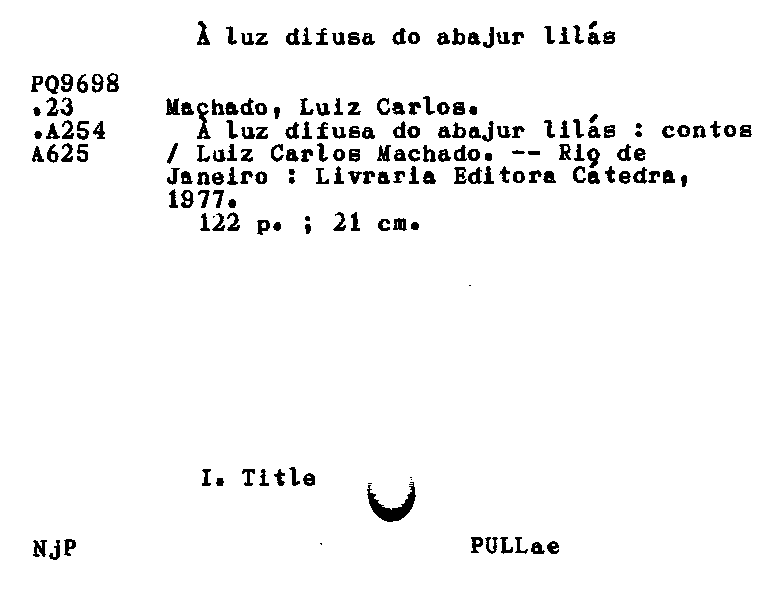 À luz difusa do abajur lilás
PQ9698
.23 Machado, Luiz Carlos.
.A254 À luz difusa do abajur lilás : contos
A625 / Luiz Carlos Machado. -- Rio de
Janeiro : Livraria Editora Cátedra,
1977.
122 p. ; 21 cm.
I. Title
NjP PULLae